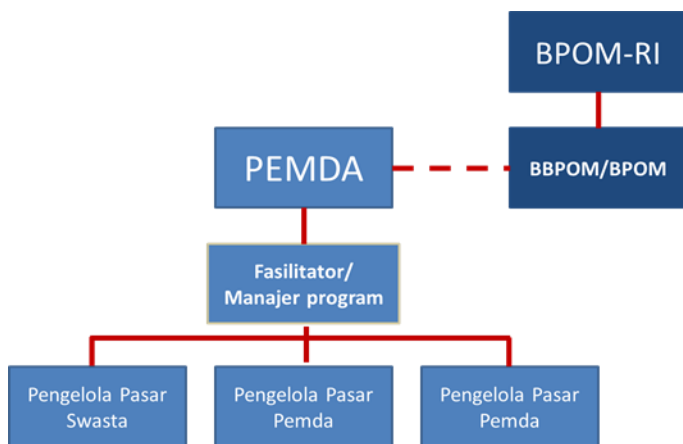 BPOM-RI
PEMDA
BBPOM/BPOM
Fasilitator/
Manajer program
Pengelola Pasar
Swasta
Pengelola Pasar
Pemda
Pengelola Pasar
Pemda